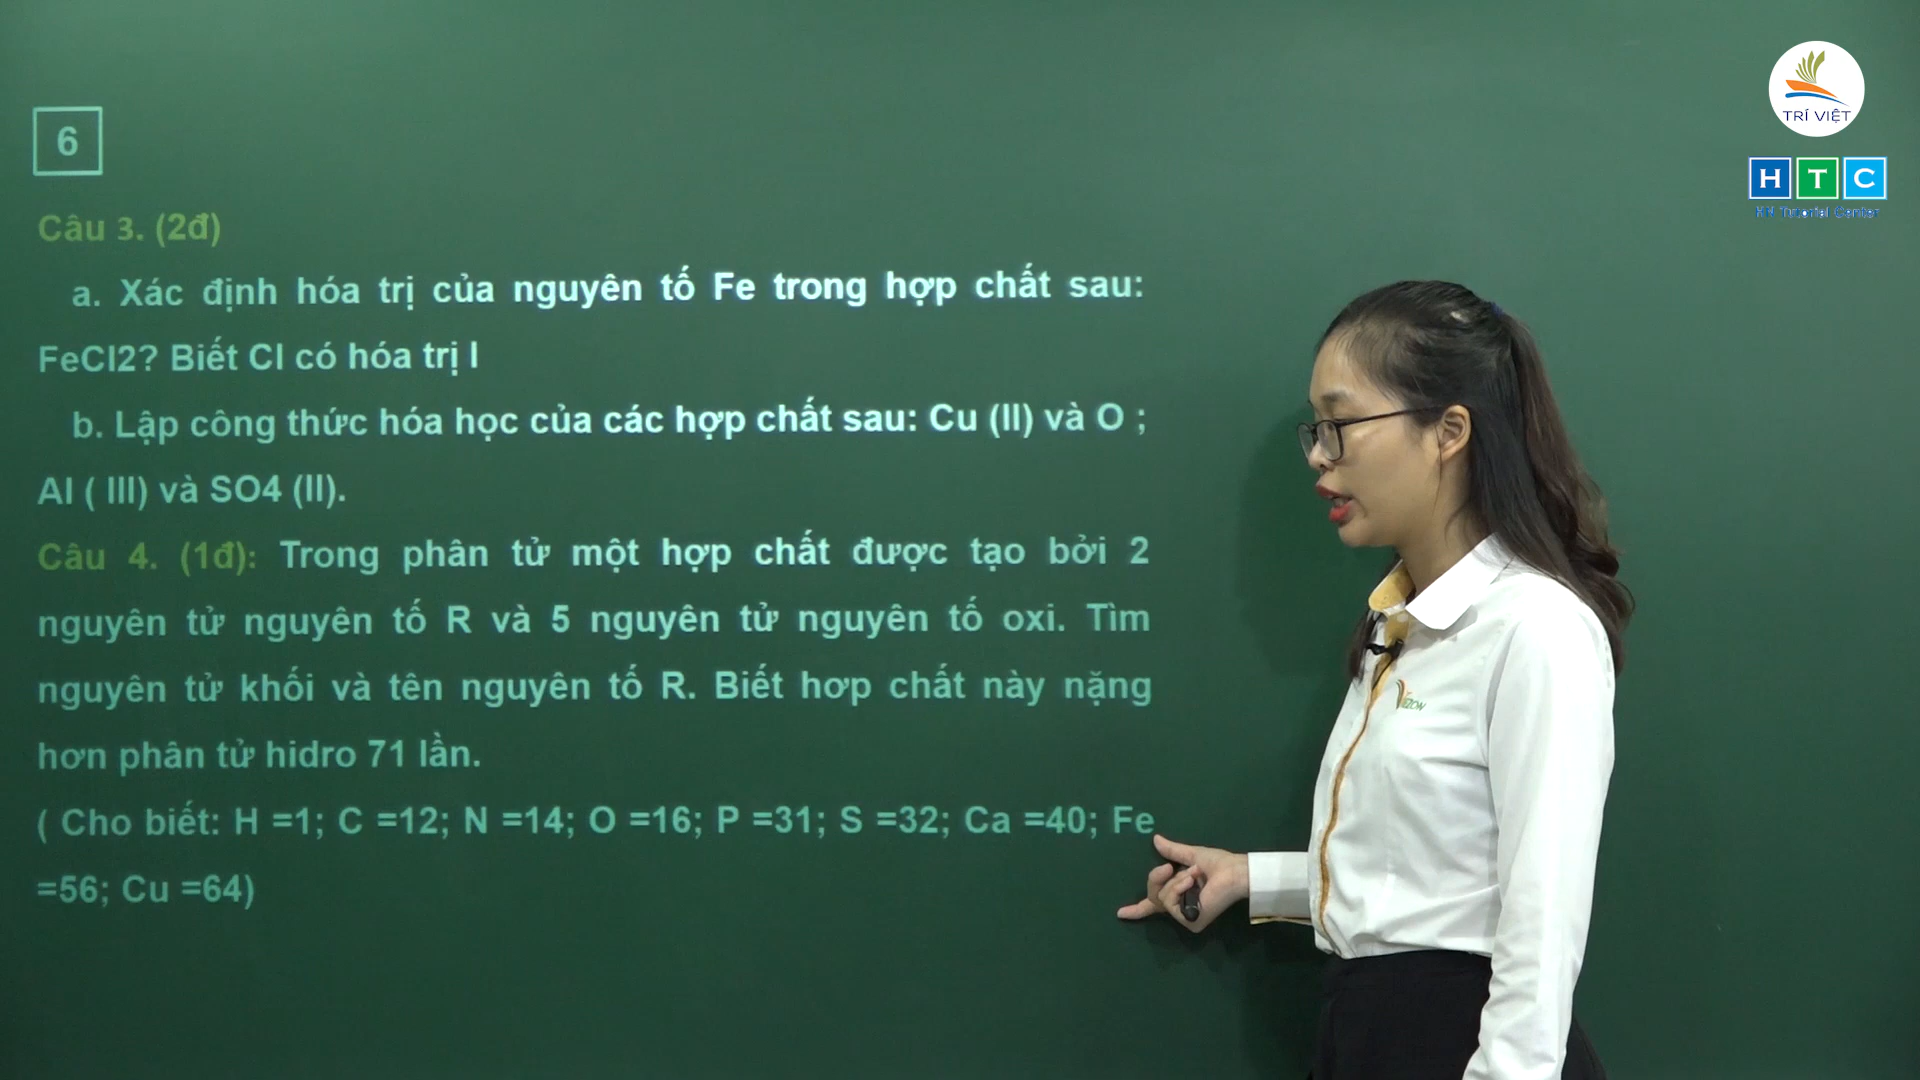 TRÍ VIỆT
H T C
HN Tutorial Center
6
Câu 3. (2đ)
a. Xác định hóa trị của nguyên tố Fe trong hợp chất sau:
FeCl2? Biết Cl có hóa trị I
b. Lập công thức hóa học của các hợp chất sau: Cu (II) và O ;
Al ( III) và SO4 (II).
Câu 4. (1đ): Trong phân tử một hợp chất được tạo bởi 2
nguyên tử nguyên tố R và 5 nguyên tử nguyên tố oxi. Tìm
nguyên tử khối và tên nguyên tố R. Biết hơp chất này nặng
hơn phân tử hidro 71 lần.
( Cho biết: H =1; C =12; N =14; O =16; P =31; S =32; Ca =40; Fe
=56; Cu =64)